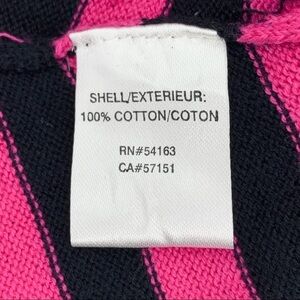 SHELL/EXTERIEUR:
100% COTTON/COTON
RN#54163
CA#57151